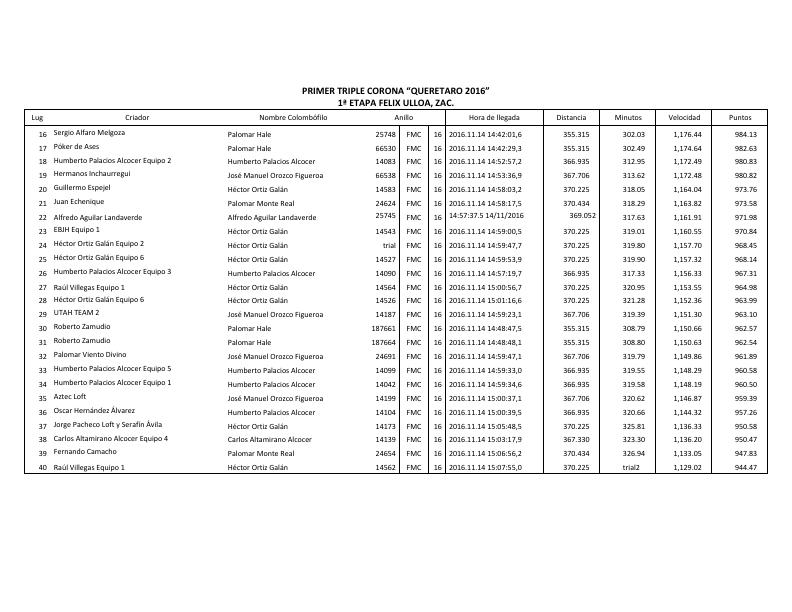 PRIMER TRIPLE CORONA “QUERETARO 2016”
1ª ETAPA FELIX ULLOA, ZAC.
Lug Criador Nombre Colombófilo Anillo Hora de llegada Distancia Minutos Velocidad Puntos
16 Sergio Alfaro Melgoza Palomar Hale 25748 FMC 16 2016.11.14 14:42:01,6 355.315 302.03 1,176.44 984.13
17 Póker de Ases Palomar Hale 66530 FMC 16 2016.11.14 14:42:29,3 355.315 302.49 1,174.64 982.63
18 Humberto Palacios Alcocer Equipo 2 Humberto Palacios Alcocer 14083 FMC 16 2016.11.14 14:52:57,2 366.935 312.95 1,172.49 980.83
19 Hermanos Inchaurregui José Manuel Orozco Figueroa 66538 FMC 16 2016.11.14 14:53:36,9 367.706 313.62 1,172.48 980.82
20 Guillermo Espejel Héctor Ortiz Galán 14583 FMC 16 2016.11.14 14:58:03,2 370.225 318.05 1,164.04 973.76
21 Juan Echenique Palomar Monte Real 24624 FMC 16 2016.11.14 14:58:17,5 370.434 318.29 1,163.82 973.58
22 Alfredo Aguilar Landaverde Alfredo Aguilar Landaverde 25745 FMC 16 14:57:37.5 14/11/2016 369.052 317.63 1,161.91 971.98
23 EBJH Equipo 1 Héctor Ortiz Galán 14543 FMC 16 2016.11.14 14:59:00,5 370.225 319.01 1,160.55 970.84
24 Héctor Ortiz Galán Equipo 2 Héctor Ortiz Galán trial FMC 16 2016.11.14 14:59:47,7 370.225 319.80 1,157.70 968.45
25 Héctor Ortiz Galán Equipo 6 Héctor Ortiz Galán 14527 FMC 16 2016.11.14 14:59:53,9 370.225 319.90 1,157.32 968.14
26 Humberto Palacios Alcocer Equipo 3 Humberto Palacios Alcocer 14090 FMC 16 2016.11.14 14:57:19,7 366.935 317.33 1,156.33 967.31
27 Raúl Villegas Equipo 1 Héctor Ortiz Galán 14564 FMC 16 2016.11.14 15:00:56,7 370.225 320.95 1,153.55 964.98
28 Héctor Ortiz Galán Equipo 6 Héctor Ortiz Galán 14526 FMC 16 2016.11.14 15:01:16,6 370.225 321.28 1,152.36 963.99
29 UTAH TEAM 2 José Manuel Orozco Figueroa 14187 FMC 16 2016.11.14 14:59:23,1 367.706 319.39 1,151.30 963.10
30 Roberto Zamudio Palomar Hale 187661 FMC 16 2016.11.14 14:48:47,5 355.315 308.79 1,150.66 962.57
31 Roberto Zamudio Palomar Hale 187664 FMC 16 2016.11.14 14:48:48,1 355.315 308.80 1,150.63 962.54
32 Palomar Viento Divino José Manuel Orozco Figueroa 24691 FMC 16 2016.11.14 14:59:47,1 367.706 319.79 1,149.86 961.89
33 Humberto Palacios Alcocer Equipo 5 Humberto Palacios Alcocer 14099 FMC 16 2016.11.14 14:59:33,0 366.935 319.55 1,148.29 960.58
34 Humberto Palacios Alcocer Equipo 1 Humberto Palacios Alcocer 14042 FMC 16 2016.11.14 14:59:34,6 366.935 319.58 1,148.19 960.50
35 Aztec Loft José Manuel Orozco Figueroa 14199 FMC 16 2016.11.14 15:00:37,1 367.706 320.62 1,146.87 959.39
36 Oscar Hernández Álvarez Humberto Palacios Alcocer 14104 FMC 16 2016.11.14 15:00:39,5 366.935 320.66 1,144.32 957.26
37 Jorge Pacheco Loft y Serafín Ávila Héctor Ortiz Galán 14173 FMC 16 2016.11.14 15:05:48,5 370.225 325.81 1,136.33 950.58
38 Carlos Altamirano Alcocer Equipo 4 Carlos Altamirano Alcocer 14139 FMC 16 2016.11.14 15:03:17,9 367.330 323.30 1,136.20 950.47
39 Fernando Camacho Palomar Monte Real 24654 FMC 16 2016.11.14 15:06:56,2 370.434 326.94 1,133.05 947.83
40 Raúl Villegas Equipo 1 Héctor Ortiz Galán 14562 FMC 16 2016.11.14 15:07:55,0 370.225 trial2 1,129.02 944.47